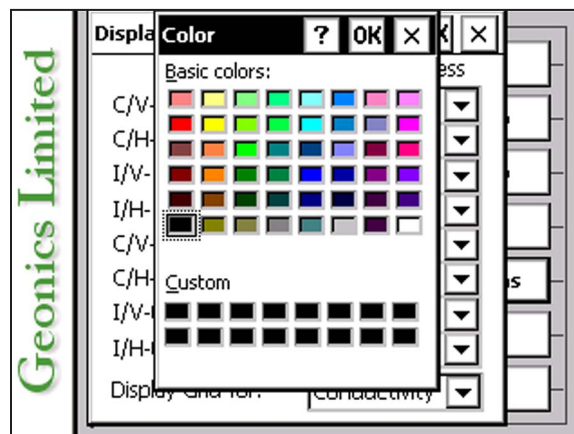 Geonics Limited
Displa
Color ? OK ×
×
Basic colors:
ess
C/V-
C/H-
I/V-
I/H-
C/V-
C/H-
I/V-
I/H-
Custom
s
Display Grid for: Conductivity